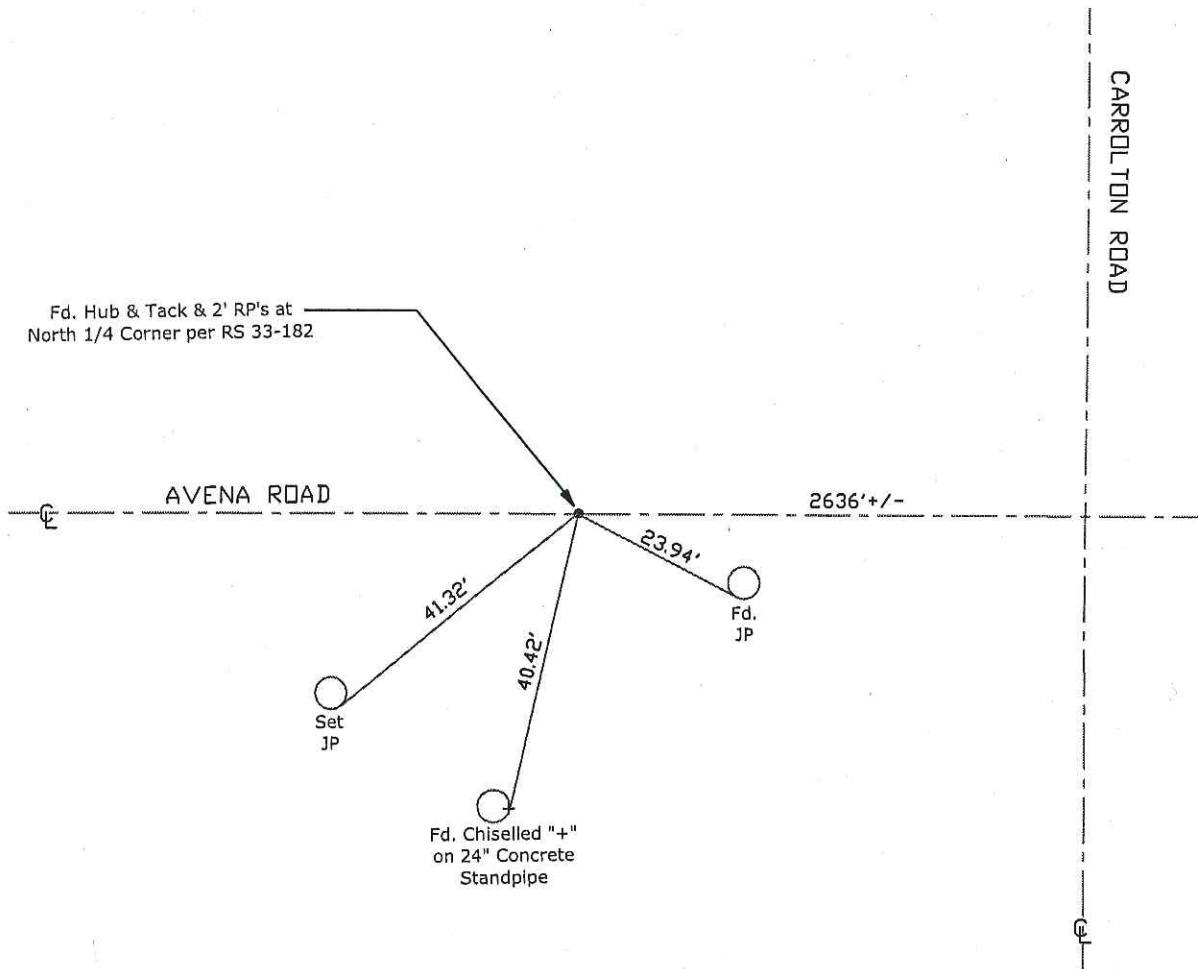 CARROLTON ROAD
Fd. Hub & Tack & 2' RP's at
North 1/4 Corner per RS 33-182
AVENA ROAD
2636'+/-
℄
23.94'
41.32'
40.42'
Fd.
JP
Set
JP
Fd. Chiselled "+"
on 24" Concrete
Standpipe
℄